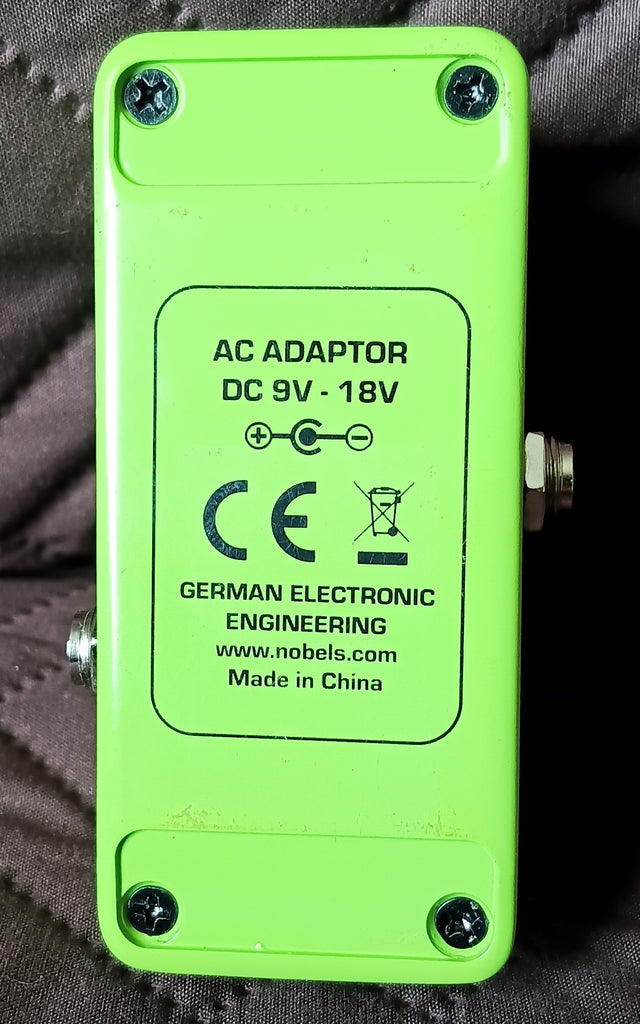 AC ADAPTOR
DC 9V - 18V
+ −
CE
GERMAN ELECTRONIC
ENGINEERING
www.nobels.com
Made in China